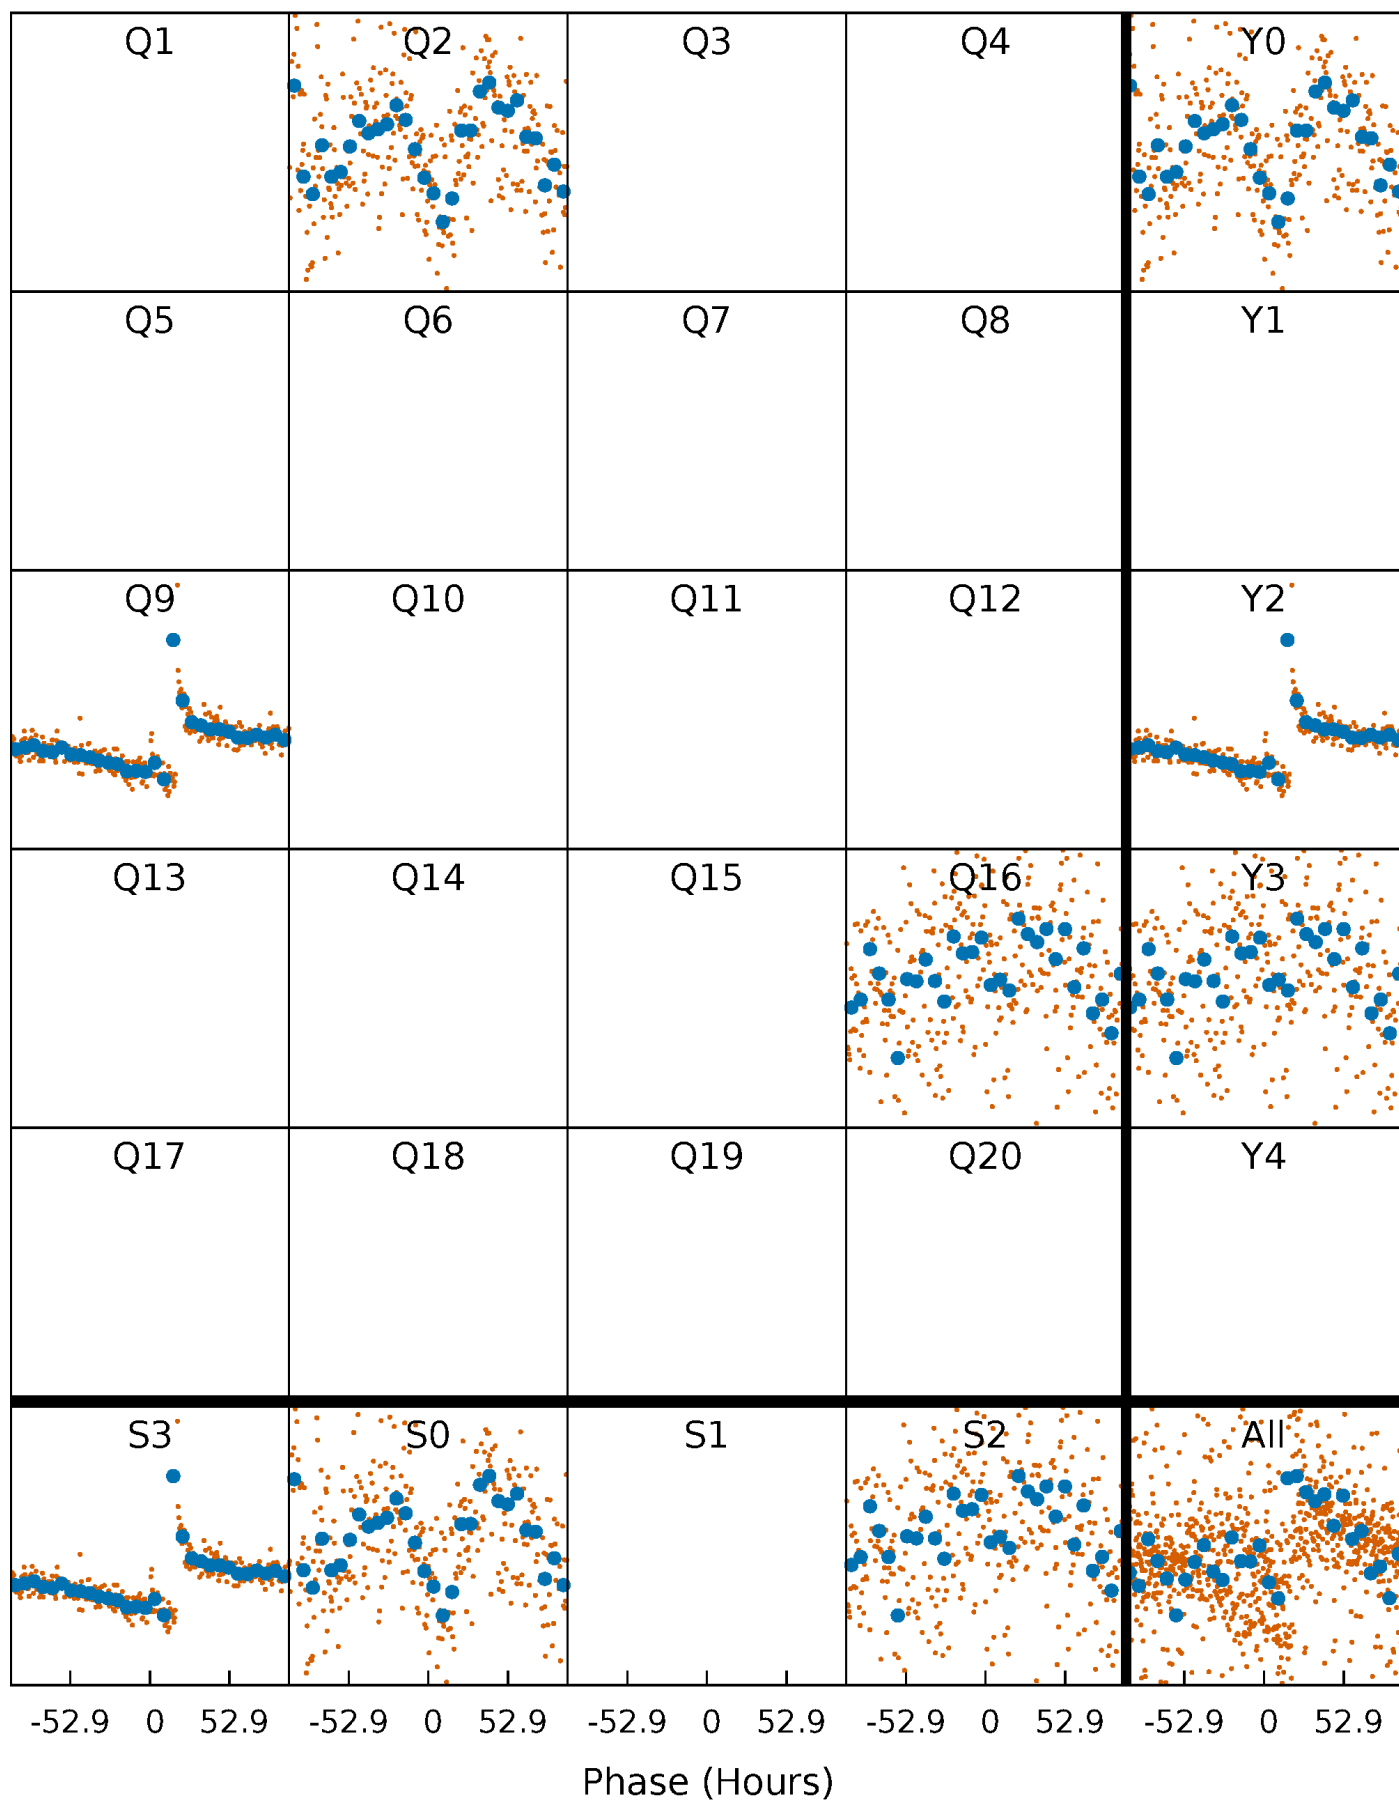 Q1 Q2 Q3 Q4 Y0
Q5 Q6 Q7 Q8 Y1
Q9 Q10 Q11 Q12 Y2
Q13 Q14 Q15 Q16 Y3
Q17 Q18 Q19 Q20 Y4
S3 S0 S1 S2 All
-52.9 0 52.9 -52.9 0 52.9 -52.9 0 52.9 -52.9 0 52.9 -52.9 0 52.9
Phase (Hours)